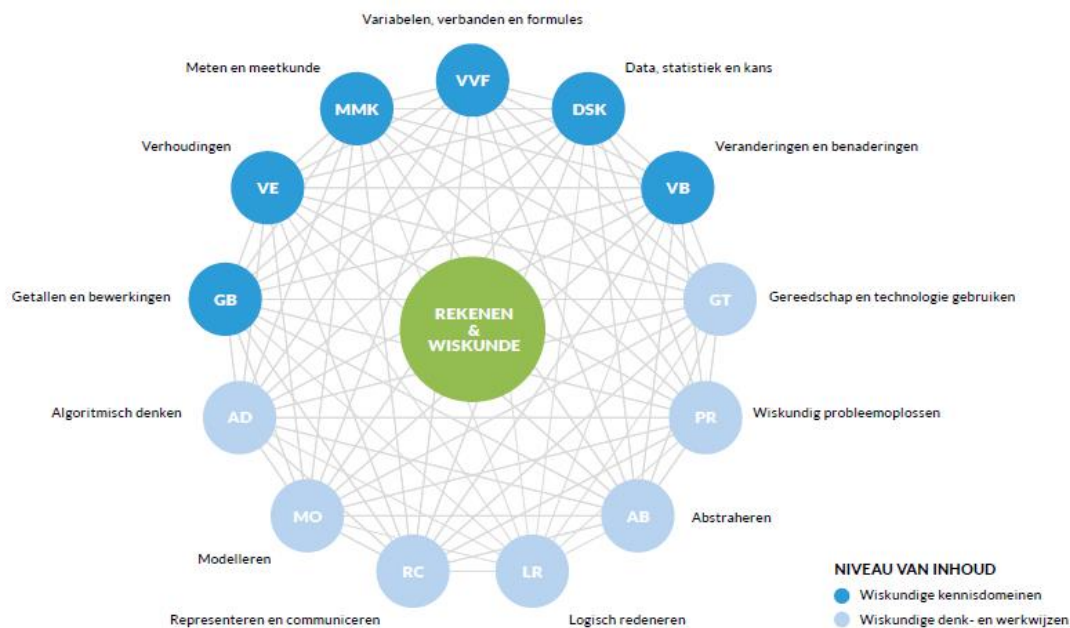 Variabelen, verbanden en formules
Meten en meetkunde
VVF
Data, statistiek en kans
MMK
DSK
Verhoudingen
Veranderingen en benaderingen
VE
VB
Getallen en bewerkingen
GB
GT
Gereedschap en technologie gebruiken
REKENEN
&
WISKUNDE
Algoritmisch denken
AD
PR
Wiskundig probleemoplossen
MO
AB
Abstraheren
Modelleren
RC
LR
Representeren en communiceren
Logisch redeneren
NIVEAU VAN INHOUD
Wiskundige kennisdomeinen
Wiskundige denk- en werkwijzen